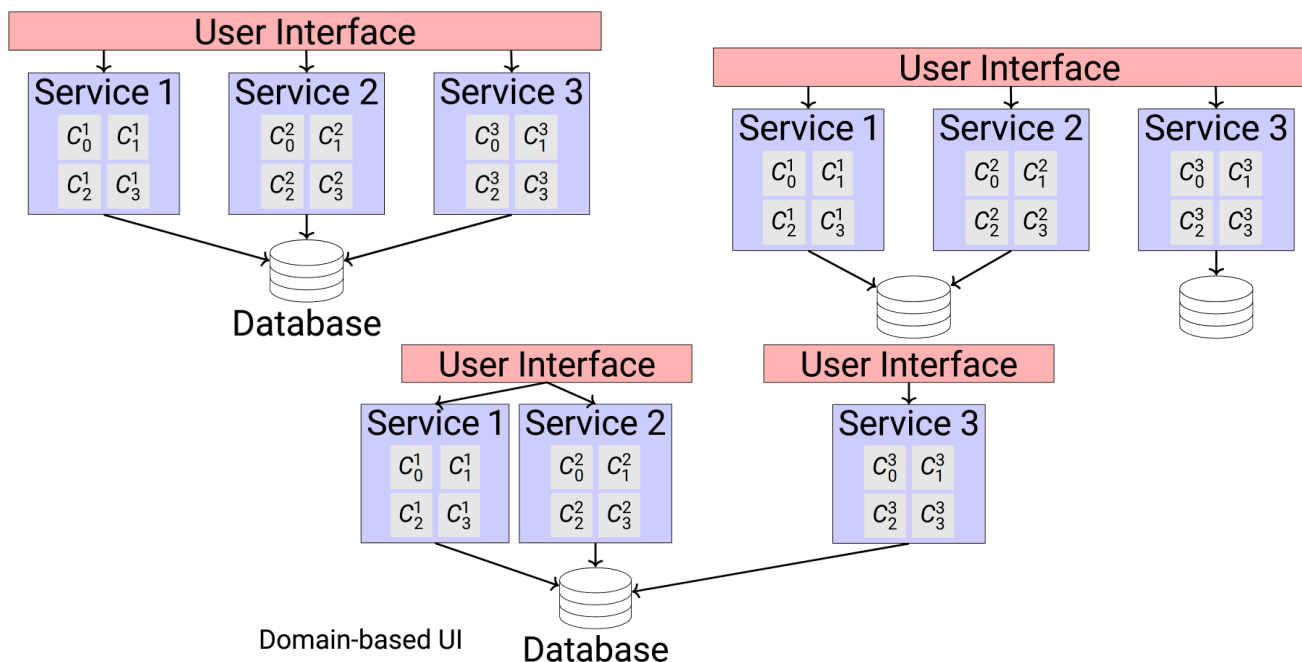 User Interface
Service 1 Service 2 Service 3
C₀¹ C₁¹ C₀² C₁² C₀³ C₁³
C₂¹ C₃¹ C₂² C₃² C₂³ C₃³
Database
User Interface
Service 1 Service 2 Service 3
C₀¹ C₁¹ C₀² C₁² C₀³ C₁³
C₂¹ C₃¹ C₂² C₃² C₂³ C₃³
User Interface User Interface
Service 1 Service 2 Service 3
C₀¹ C₁¹ C₀² C₁² C₀³ C₁³
C₂¹ C₃¹ C₂² C₃² C₂³ C₃³
Domain-based UI Database